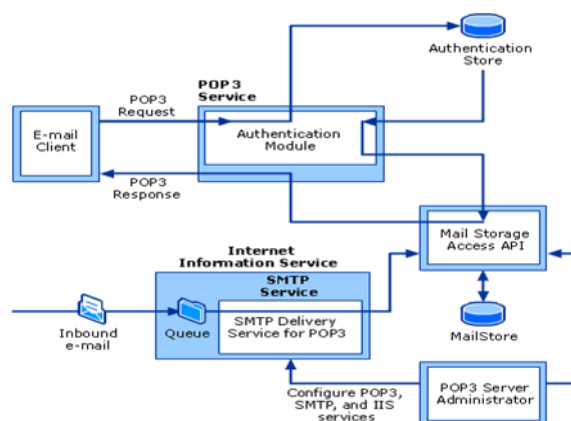 Authentication
Store
POP3
Service
POP3
Request
E-mail
Client
Authentication
Module
POP3
Response
Mail Storage
Access API
Internet
Information Service
SMTP
Service
Inbound
e-mail
Queue
SMTP Delivery
Service for POP3
MailStore
Configure POP3,
SMTP, and IIS
services
POP3 Server
Administrator